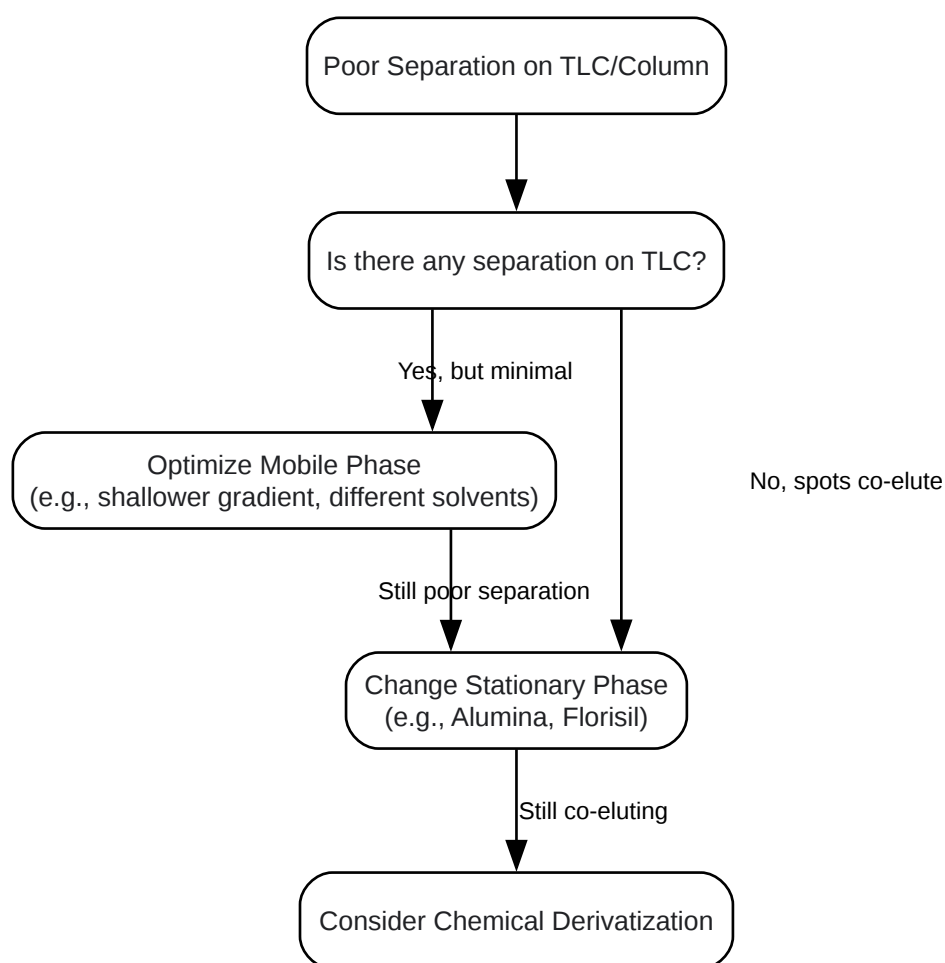 Poor Separation on TLC/Column
Is there any separation on TLC?
Yes, but minimal
Optimize Mobile Phase
(e.g., shallower gradient, different solvents)
No, spots co-elute
Still poor separation
Change Stationary Phase
(e.g., Alumina, Florisil)
Still co-eluting
Consider Chemical Derivatization